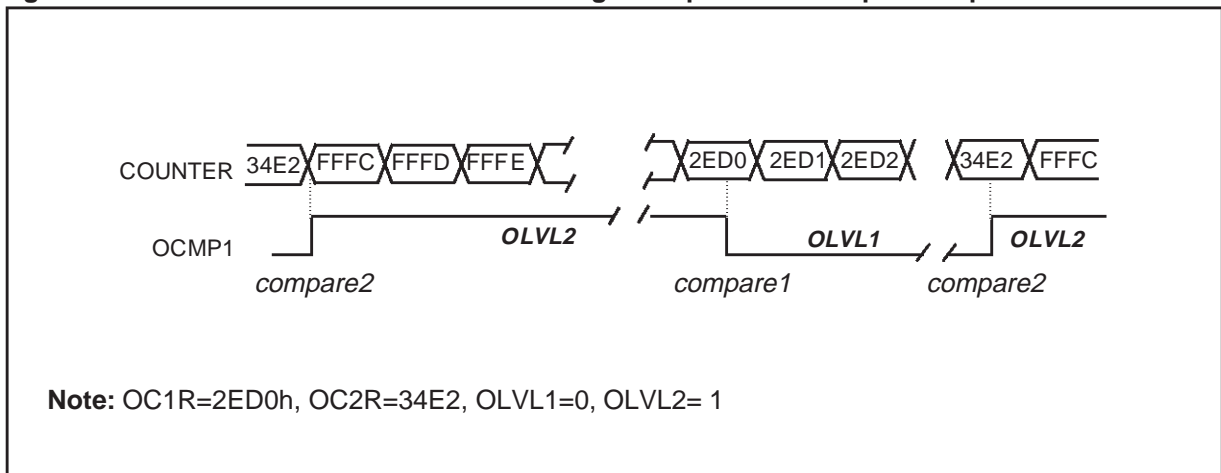 COUNTER 34E2 FFFC FFFD FFFE 2ED0 2ED1 2ED2 34E2 FFFC
OCMP1 OLVL2 OLVL1 OLVL2
compare2 compare1 compare2
Note: OC1R=2ED0h, OC2R=34E2, OLVL1=0, OLVL2= 1